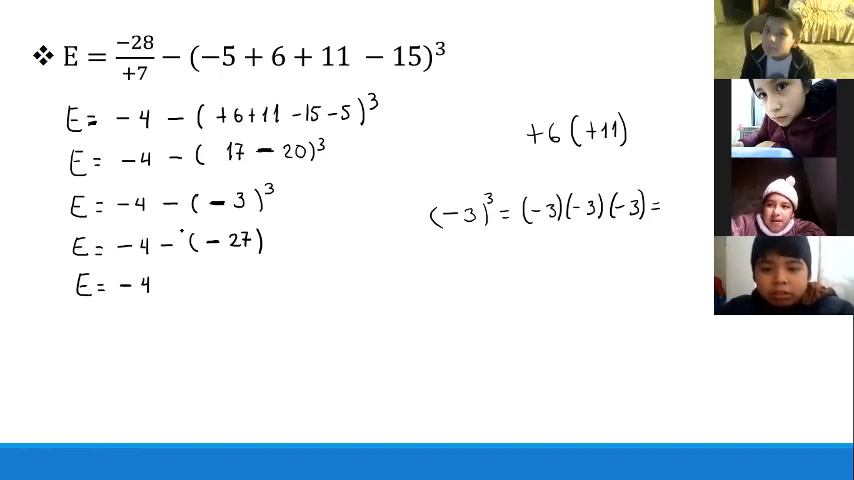 ❖ E = −28/+7 − (−5 + 6 + 11 − 15)³
E = −4 − (+6+11 −15 −5)³
+6 (+11)
E = −4 − (17 − 20)³
E = −4 − (−3)³
(−3)³ = (−3)(−3)(−3) =
E = −4 − (−27)
E = −4